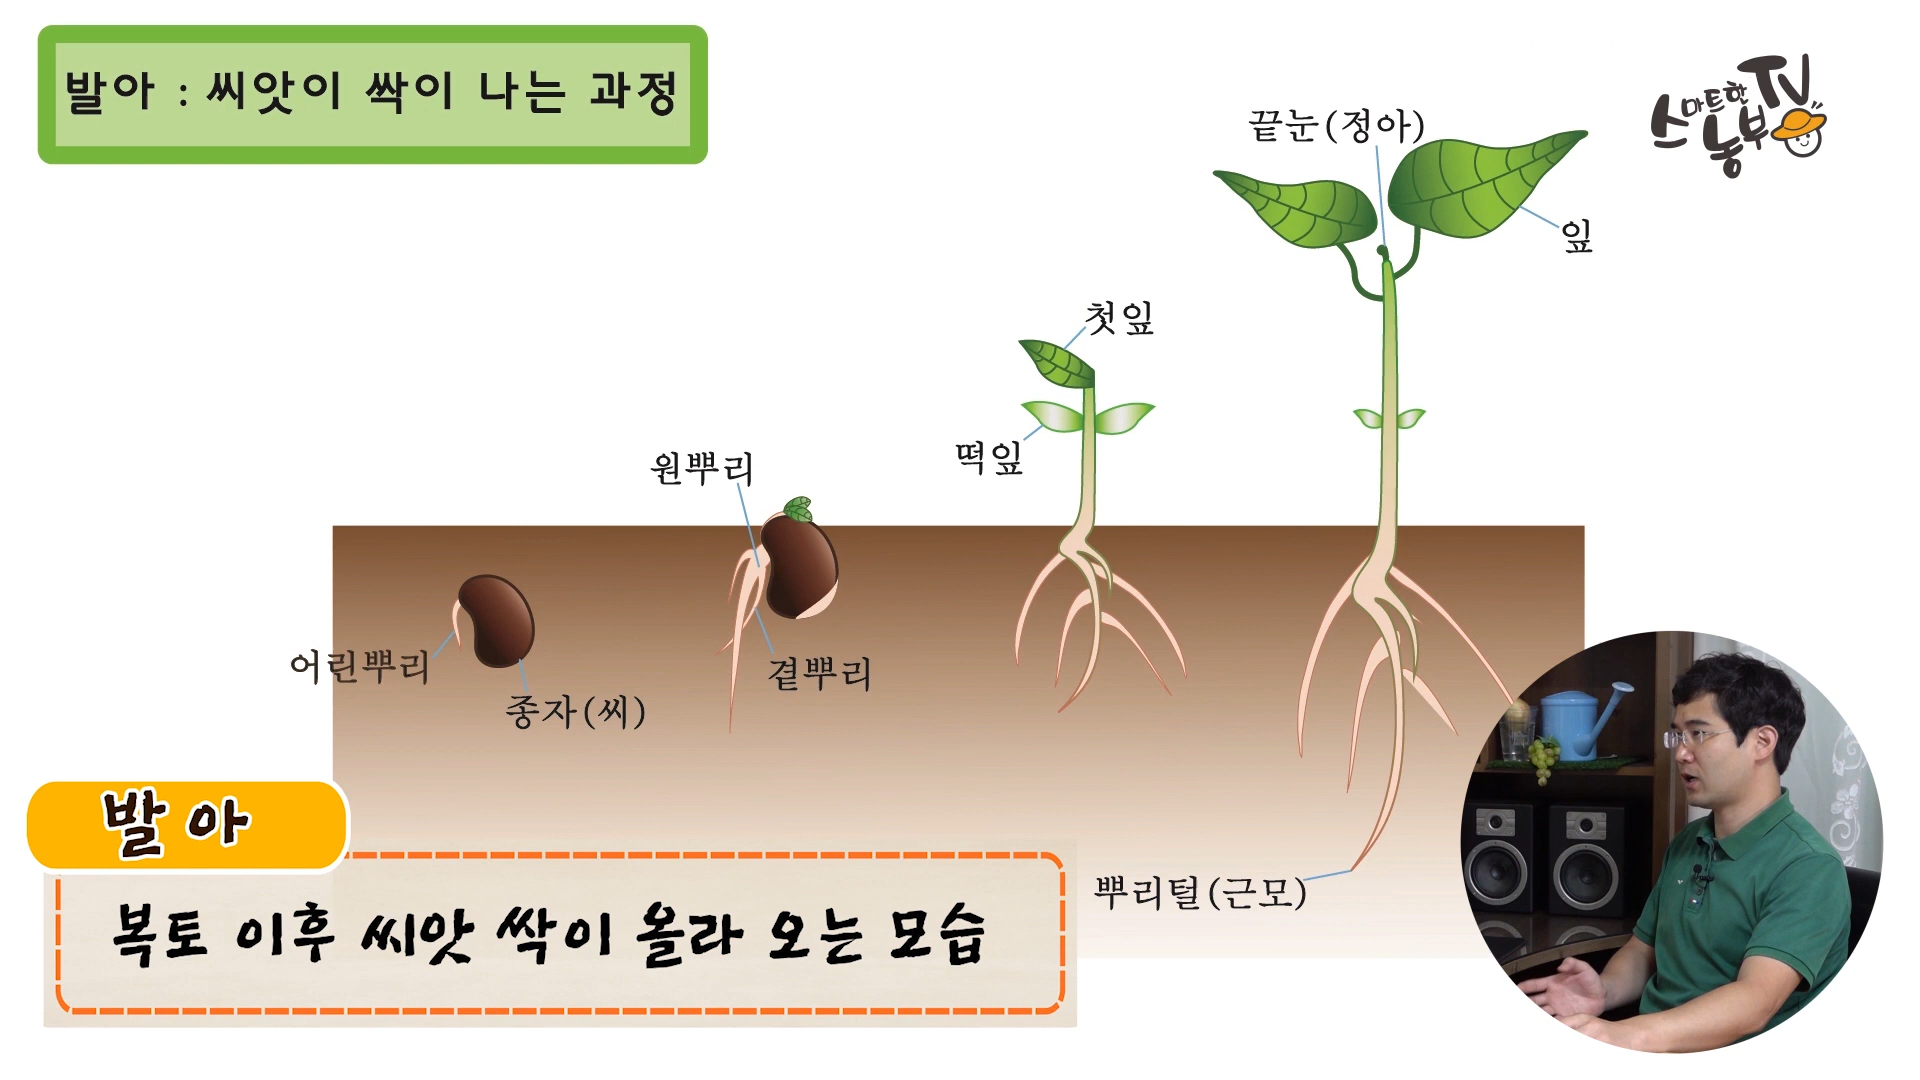 발아 : 씨앗이 싹이 나는 과정
스마트한 농부 TV
끝눈(정아)
잎
첫잎
떡잎
원뿌리
어린뿌리
종자(씨)
곁뿌리
뿌리털(근모)
발아
복토 이후 씨앗 싹이 올라 오는 모습